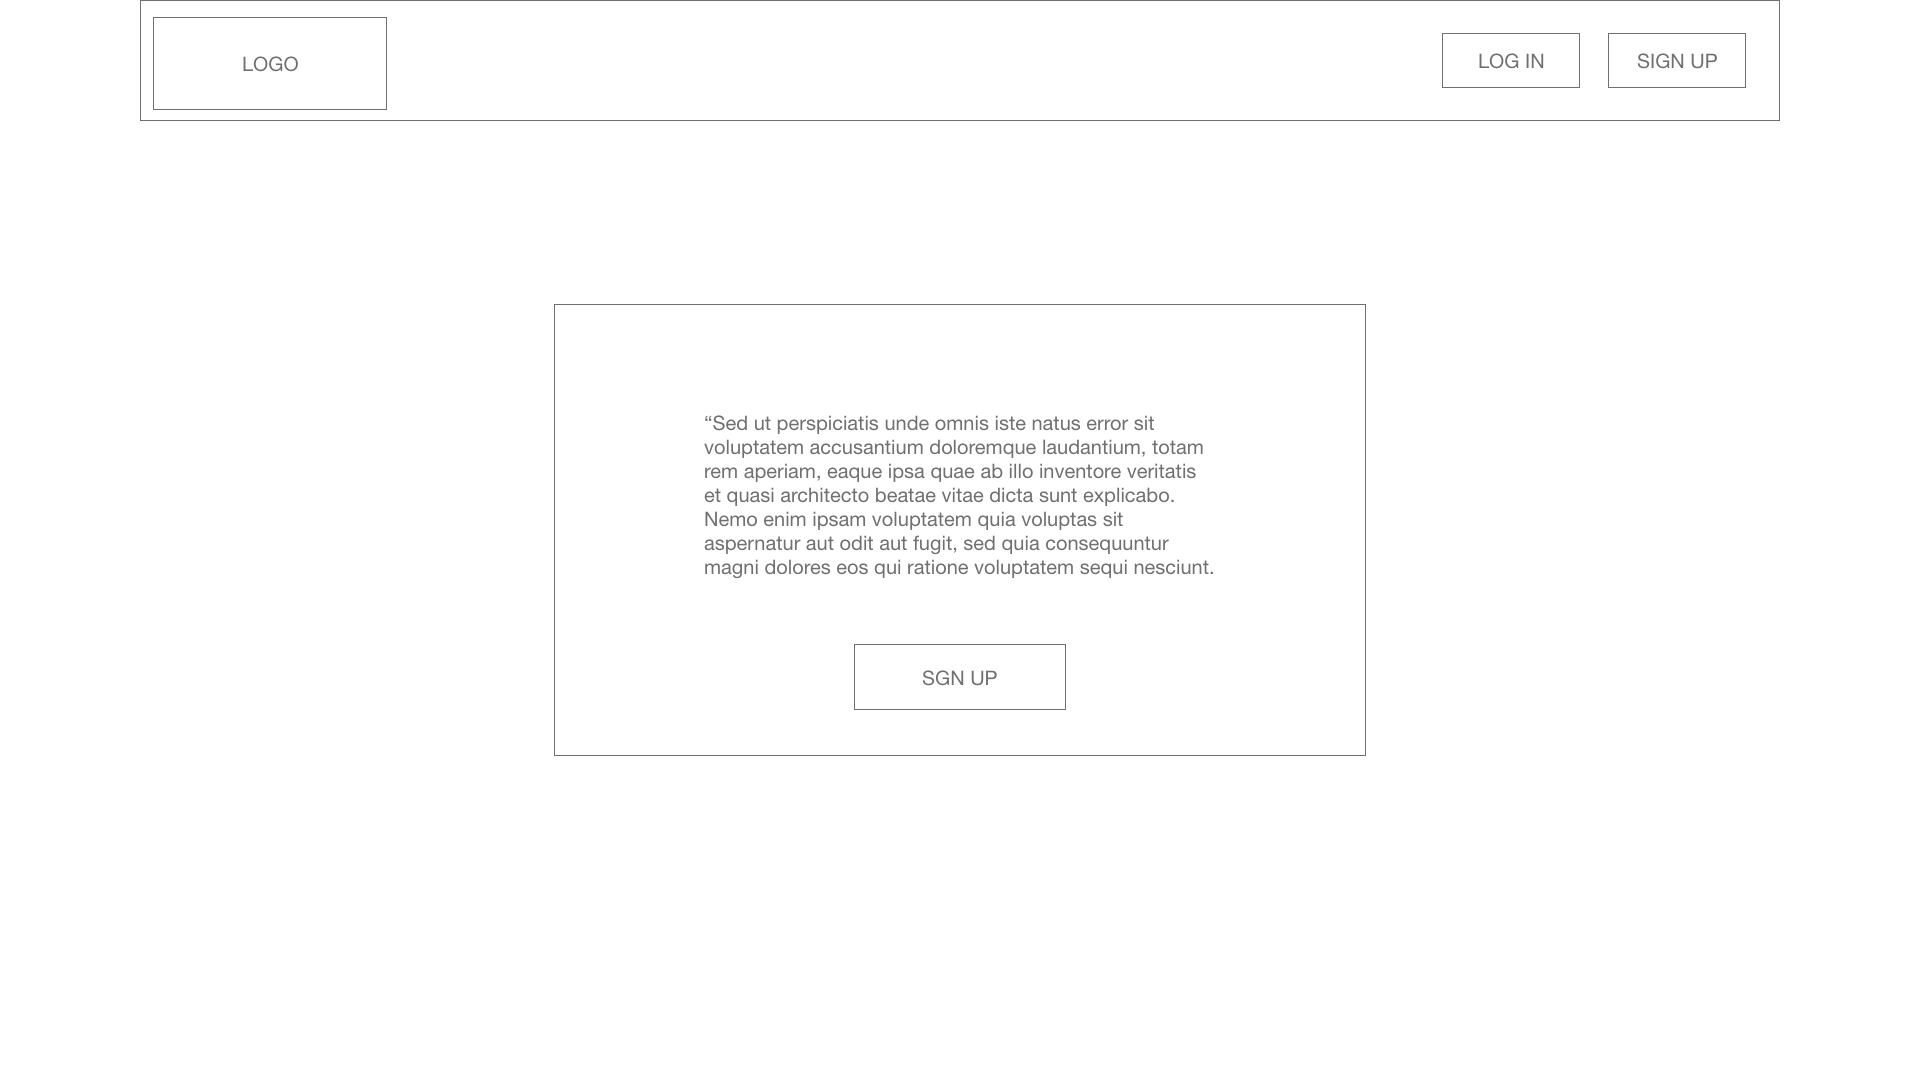 LOGO
LOG IN
SIGN UP
“Sed ut perspiciatis unde omnis iste natus error sit
voluptatem accusantium doloremque laudantium, totam
rem aperiam, eaque ipsa quae ab illo inventore veritatis
et quasi architecto beatae vitae dicta sunt explicabo.
Nemo enim ipsam voluptatem quia voluptas sit
aspernatur aut odit aut fugit, sed quia consequuntur
magni dolores eos qui ratione voluptatem sequi nesciunt.
SGN UP